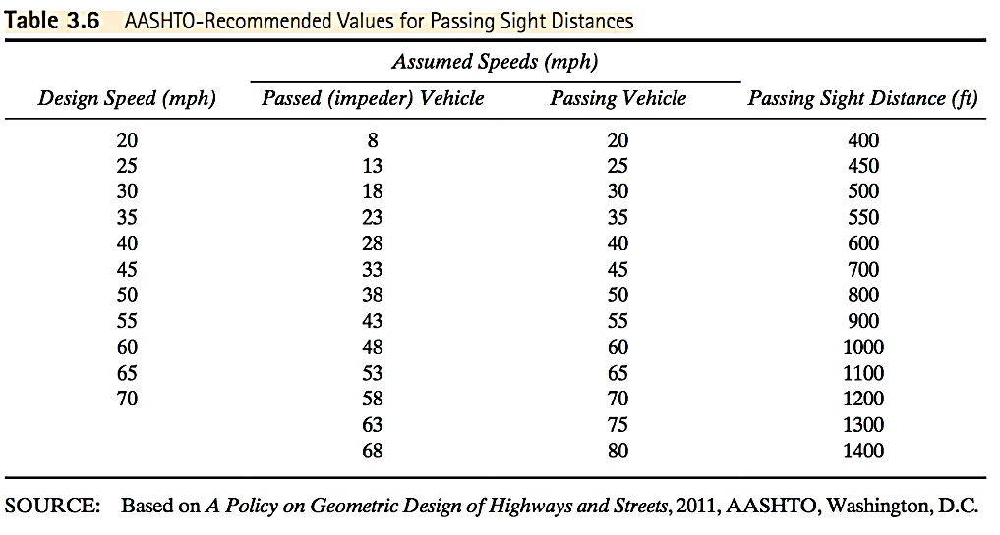 Table 3.6 AASHTO-Recommended Values for Passing Sight Distances
Assumed Speeds (mph)
Design Speed (mph) Passed (impeder) Vehicle Passing Vehicle Passing Sight Distance (ft)
20 8 20 400
25 13 25 450
30 18 30 500
35 23 35 550
40 28 40 600
45 33 45 700
50 38 50 800
55 43 55 900
60 48 60 1000
65 53 65 1100
70 58 70 1200
63 75 1300
68 80 1400
SOURCE: Based on A Policy on Geometric Design of Highways and Streets, 2011, AASHTO, Washington, D.C.